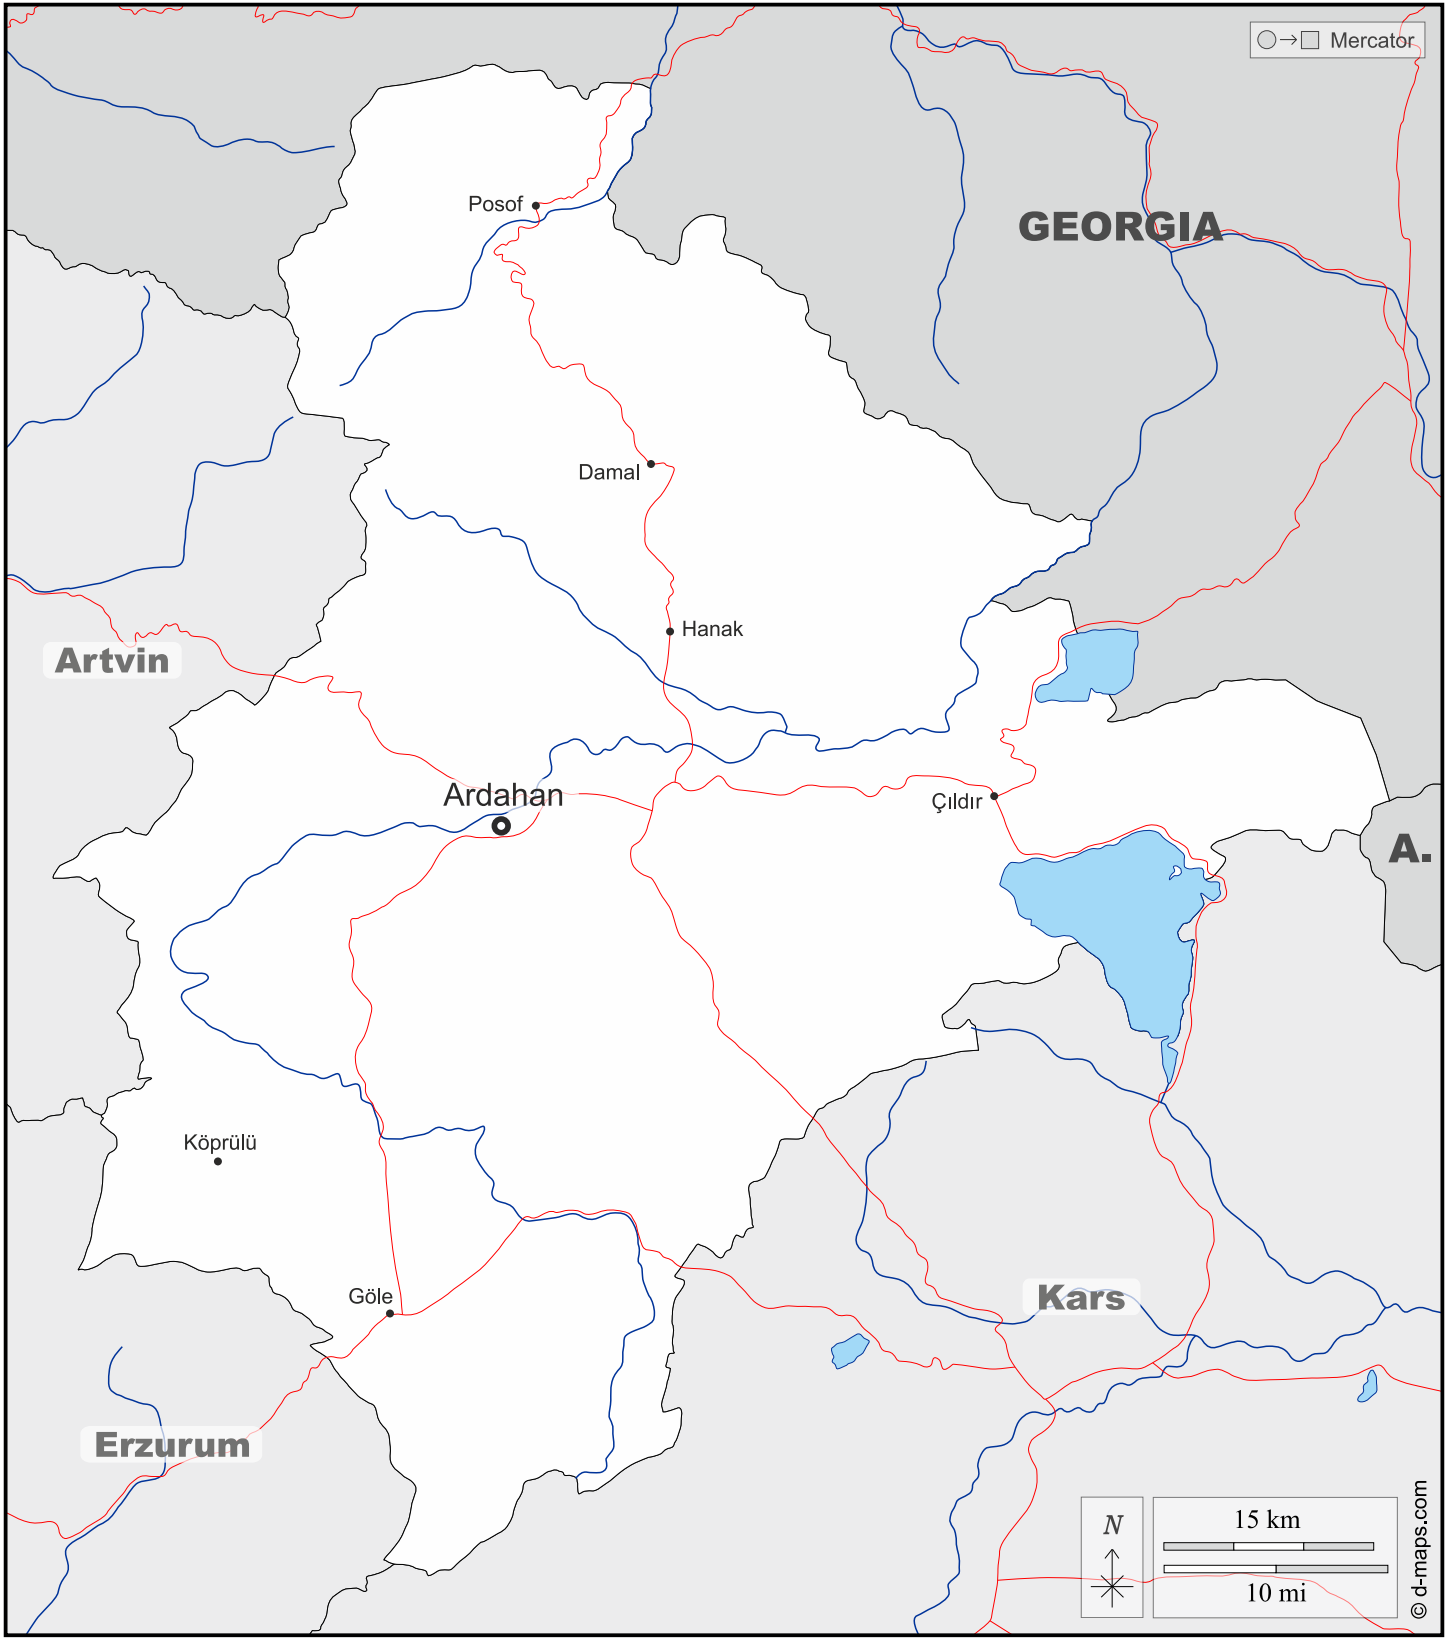 Mercator
Posof
GEORGIA
Damal
Hanak
Artvin
Ardahan
Çıldır
A.
Köprülü
Göle
Kars
Erzurum
N
15 km
10 mi
© d-maps.com